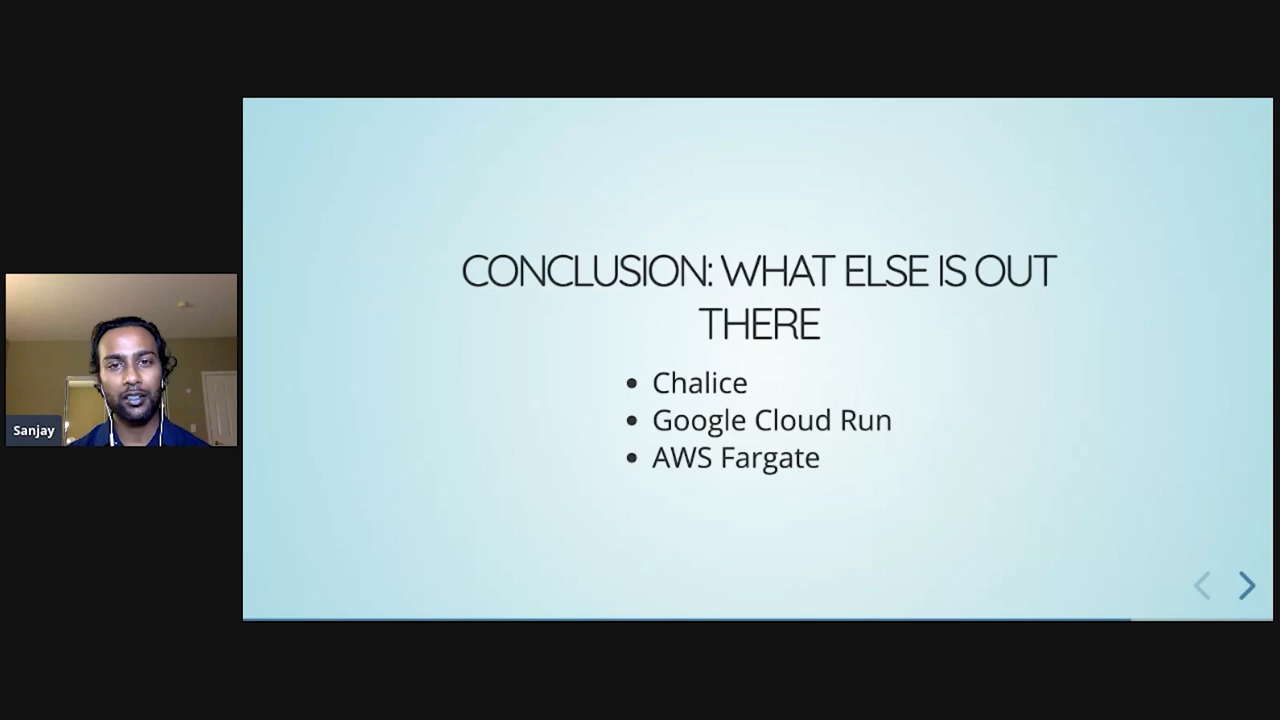 CONCLUSION: WHAT ELSE IS OUT
THERE
Chalice
Google Cloud Run
AWS Fargate
Sanjay